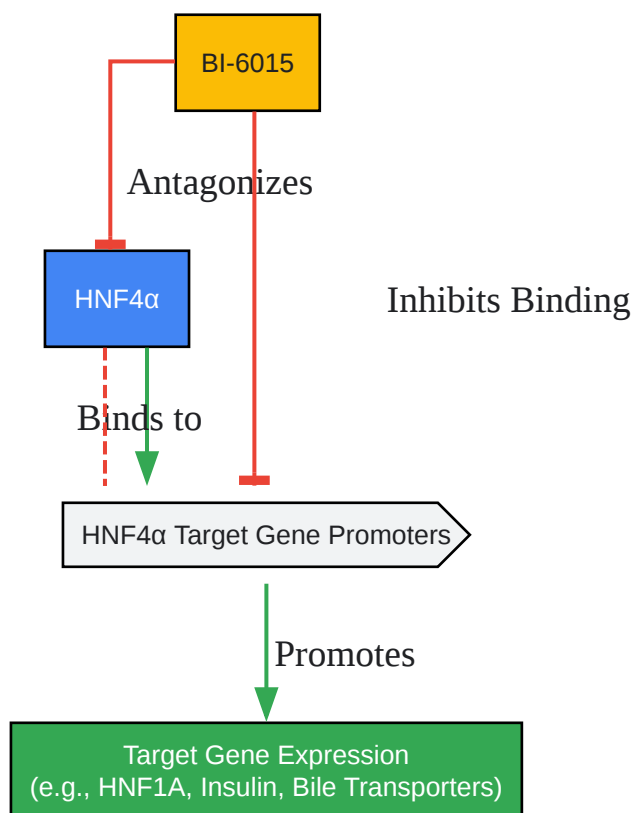 BI-6015
Antagonizes
HNF4α
Inhibits Binding
Binds to
HNF4α Target Gene Promoters
Promotes
Target Gene Expression
(e.g., HNF1A, Insulin, Bile Transporters)